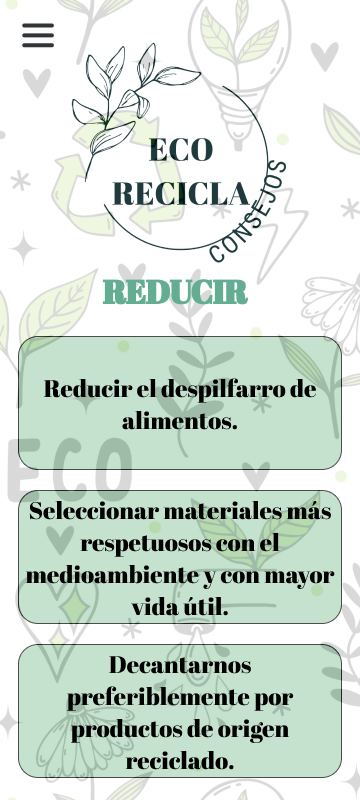 ECO
RECICLA
CONSEJOS
REDUCIR
Reducir el despilfarro de
alimentos.
ECO
Seleccionar materiales más
respetuosos con el
medioambiente y con mayor
vida útil.
Decantarnos
preferiblemente por
productos de origen
reciclado.